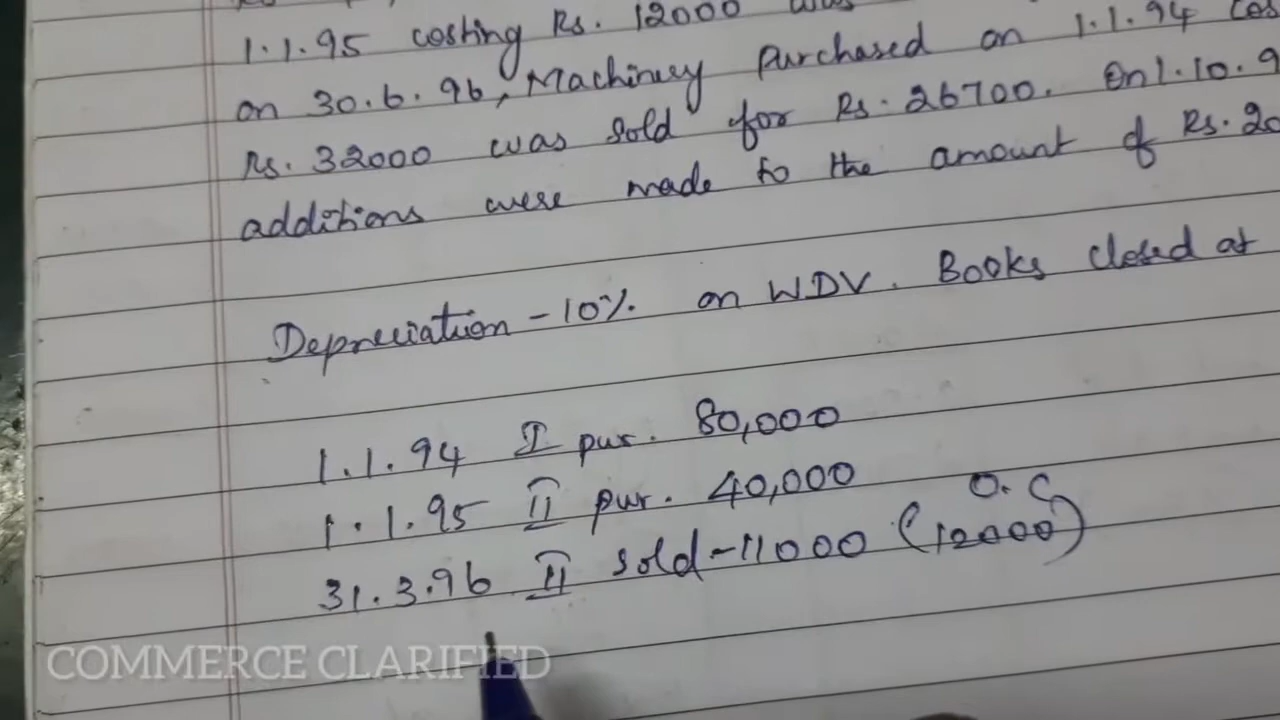 1.1.95 costing Rs. 12000 was
on 30.6.96, Machinery Purchased on 1.1.94
Rs. 32000 was sold for Rs. 26700. On 1.10.9
additions were made to the amount of Rs. 20
Depreciation - 10% on WDV. Books closed at
1.1.94 I pur. 80,000
1.1.95 II pur. 40,000
O.C
31.3.96 II sold - 11000 (12000)
COMMERCE CLARIFIED